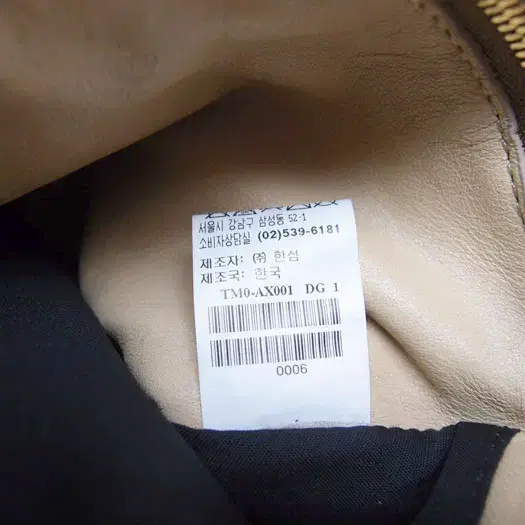 서울시 강남구 삼성동 52-1
소비자상담실 (02)539-6181
제조자: (주) 한섬
제조국: 한국
TM0-AX001 DG 1
0006